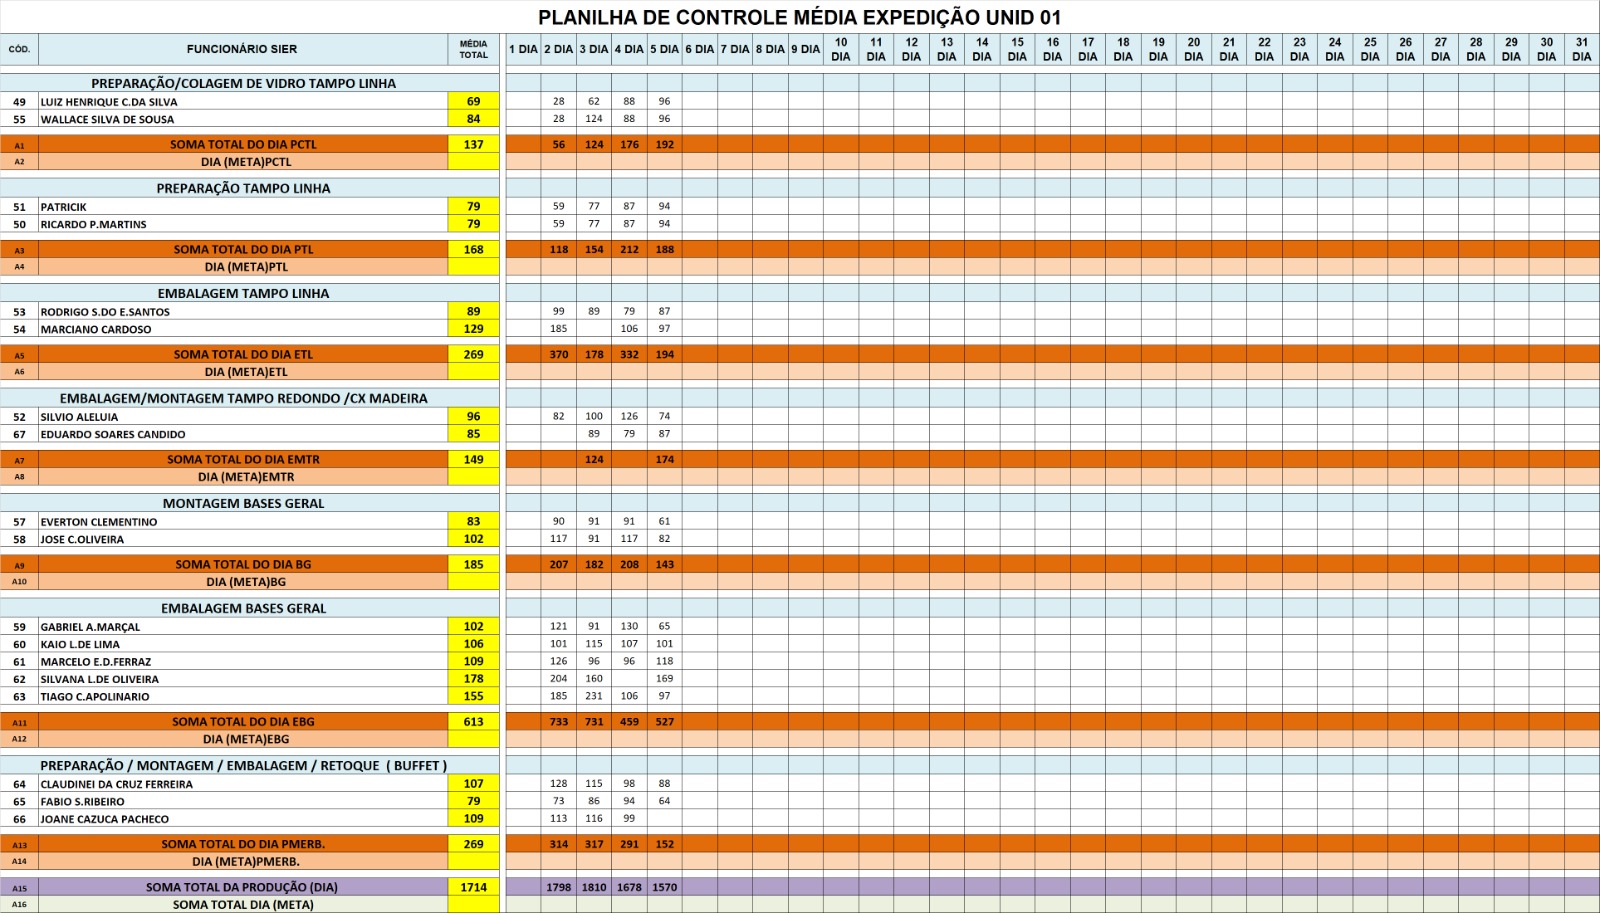 PLANILHA DE CONTROLE MÉDIA EXPEDIÇÃO UNID 01
CÓD. FUNCIONÁRIO SIER MÉDIA TOTAL 1 DIA 2 DIA 3 DIA 4 DIA 5 DIA 6 DIA 7 DIA 8 DIA 9 DIA 10 DIA 11 DIA 12 DIA 13 DIA 14 DIA 15 DIA 16 DIA 17 DIA 18 DIA 19 DIA 20 DIA 21 DIA 22 DIA 23 DIA 24 DIA 25 DIA 26 DIA 27 DIA 28 DIA 29 DIA 30 DIA 31 DIA
PREPARAÇÃO/COLAGEM DE VIDRO TAMPO LINHA
49 LUIZ HENRIQUE C.DA SILVA 69 28 62 88 96
55 WALLACE SILVA DE SOUSA 84 28 124 88 96
A1 SOMA TOTAL DO DIA PCTL 137 56 124 176 192
A2 DIA (META)PCTL
PREPARAÇÃO TAMPO LINHA
51 PATRICIK 79 59 77 87 94
50 RICARDO P.MARTINS 79 59 77 87 94
A3 SOMA TOTAL DO DIA PTL 168 118 154 212 188
A4 DIA (META)PTL
EMBALAGEM TAMPO LINHA
53 RODRIGO S.DO E.SANTOS 89 99 89 79 87
54 MARCIANO CARDOSO 129 185 106 97
A5 SOMA TOTAL DO DIA ETL 269 370 178 332 194
A6 DIA (META)ETL
EMBALAGEM/MONTAGEM TAMPO REDONDO /CX MADEIRA
52 SILVIO ALELUIA 96 82 100 126 74
67 EDUARDO SOARES CANDIDO 85 89 79 87
A7 SOMA TOTAL DO DIA EMTR 149 124 174
A8 DIA (META)EMTR
MONTAGEM BASES GERAL
57 EVERTON CLEMENTINO 83 90 91 91 61
58 JOSE C.OLIVEIRA 102 117 91 117 82
A9 SOMA TOTAL DO DIA BG 185 207 182 208 143
A10 DIA (META)BG
EMBALAGEM BASES GERAL
59 GABRIEL A.MARÇAL 102 121 91 130 65
60 KAIO L.DE LIMA 106 101 115 107 101
61 MARCELO E.D.FERRAZ 109 126 96 96 118
62 SILVANA L.DE OLIVEIRA 178 204 160 169
63 TIAGO C.APOLINARIO 155 185 231 106 97
A11 SOMA TOTAL DO DIA EBG 613 733 731 459 527
A12 DIA (META)EBG
PREPARAÇÃO / MONTAGEM / EMBALAGEM / RETOQUE ( BUFFET )
64 CLAUDINEI DA CRUZ FERREIRA 107 128 115 98 88
65 FABIO S.RIBEIRO 79 73 86 94 64
66 JOANE CAZUCA PACHECO 109 113 116 99
A13 SOMA TOTAL DO DIA PMERB. 269 314 317 291 152
A14 DIA (META)PMERB.
A15 SOMA TOTAL DA PRODUÇÃO (DIA) 1714 1798 1810 1678 1570
A16 SOMA TOTAL DIA (META)